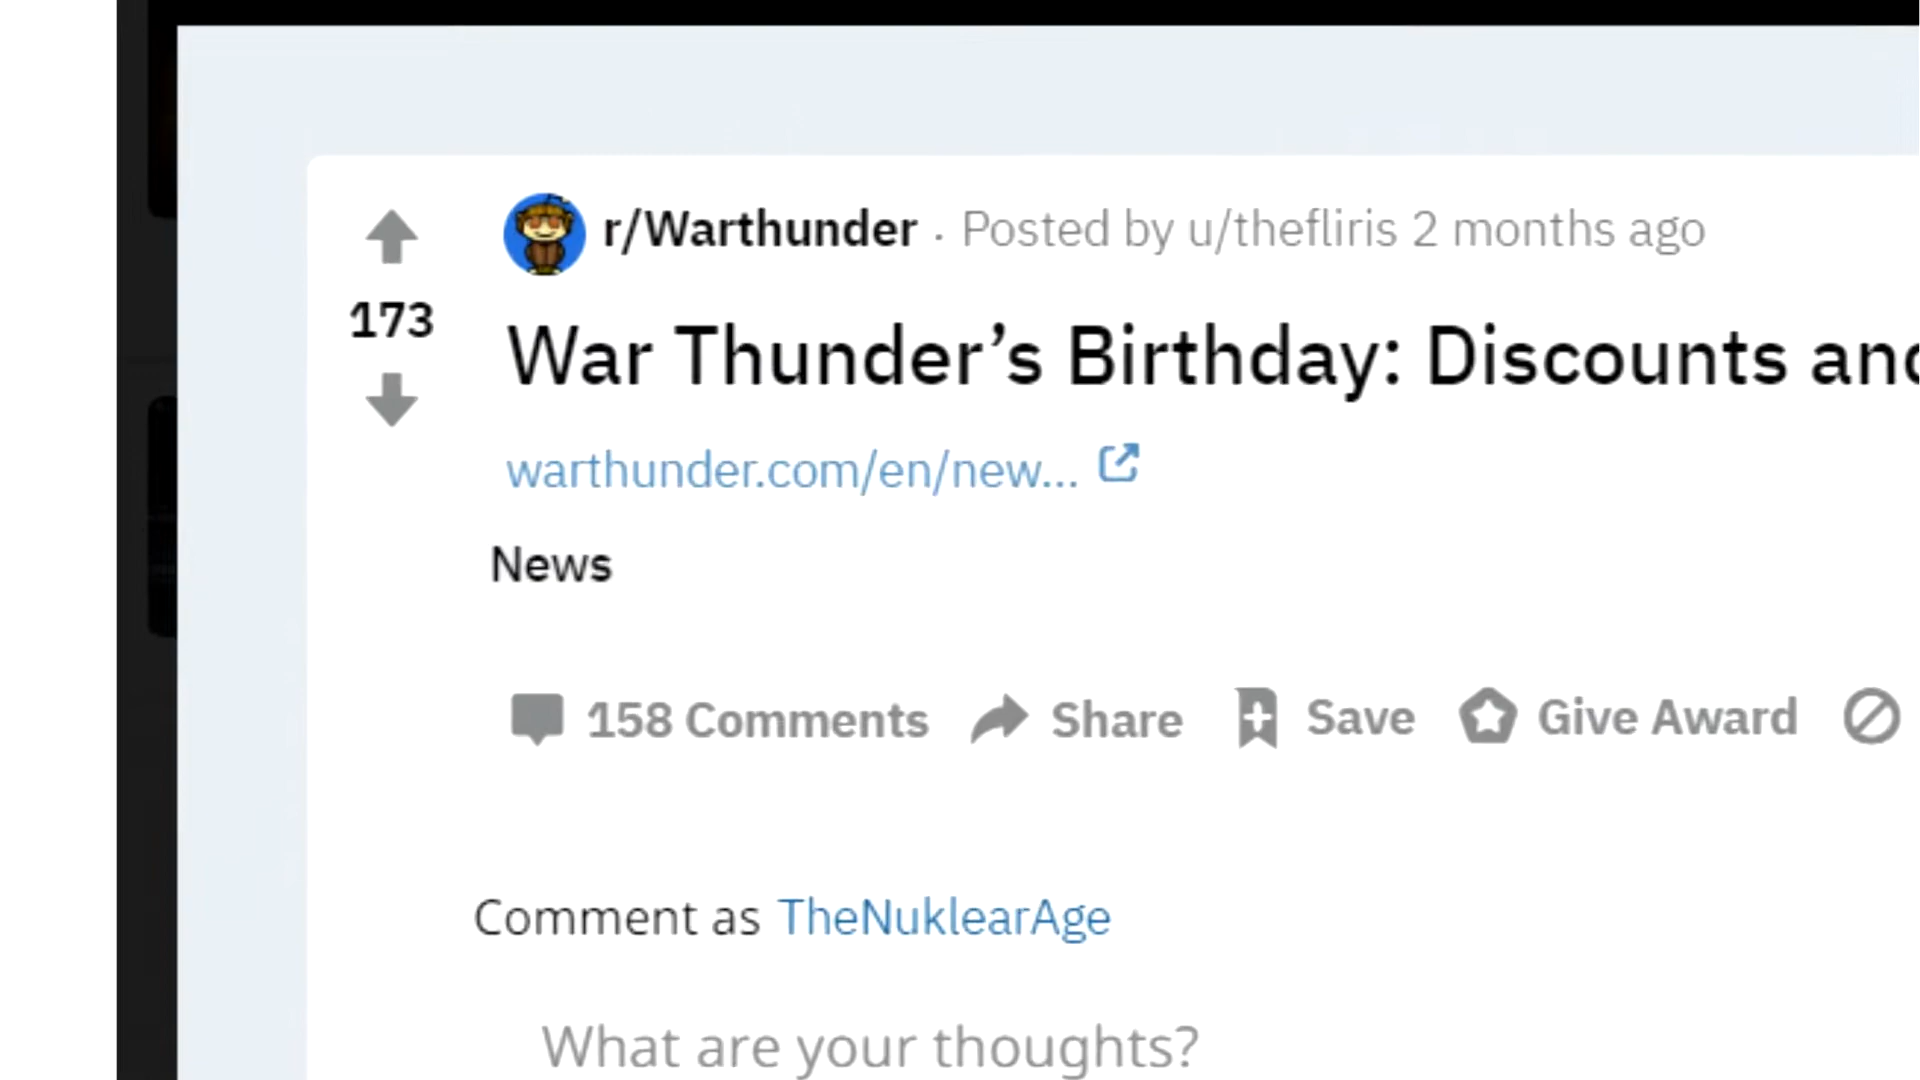 r/Warthunder · Posted by u/thefliris 2 months ago
173
War Thunder’s Birthday: Discounts and
warthunder.com/en/new...
News
158 Comments Share Save Give Award
Comment as TheNuklearAge
What are your thoughts?